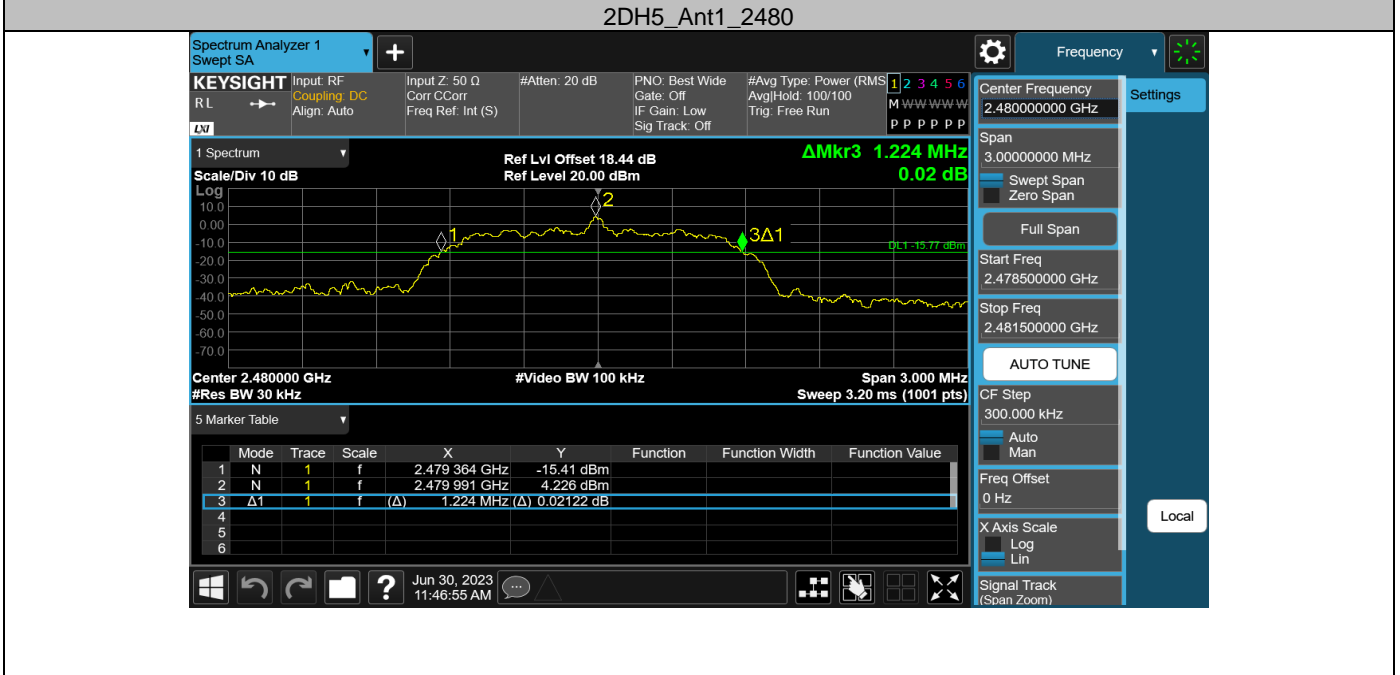 2DH5_Ant1_2480
Spectrum Analyzer 1
Swept SA
+
Frequency
KEYSIGHT
R L
LXI
Input: RF
Coupling: DC
Align: Auto
Input Z: 50 Ω
Corr CCorr
Freq Ref: Int (S)
#Atten: 20 dB
PNO: Best Wide
Gate: Off
IF Gain: Low
Sig Track: Off
#Avg Type: Power (RMS
Avg|Hold: 100/100
Trig: Free Run
1 2 3 4 5 6
M W W W W W
P P P P P P
1 Spectrum
Scale/Div 10 dB
Ref Lvl Offset 18.44 dB
Ref Level 20.00 dBm
ΔMkr3 1.224 MHz
0.02 dB
Log
10.0
0.00
-10.0
-20.0
-30.0
-40.0
-50.0
-60.0
-70.0
1
2
3Δ1
DL1 -15.77 dBm
Center 2.480000 GHz
#Res BW 30 kHz
#Video BW 100 kHz
Span 3.000 MHz
Sweep 3.20 ms (1001 pts)
5 Marker Table
Mode Trace Scale X Y Function Function Width Function Value
1 N 1 f 2.479 364 GHz -15.41 dBm
2 N 1 f 2.479 991 GHz 4.226 dBm
3 Δ1 1 f (Δ) 1.224 MHz (Δ) 0.02122 dB
4
5
6
?
Jun 30, 2023
11:46:55 AM
Center Frequency
2.480000000 GHz
Span
3.00000000 MHz
Swept Span
Zero Span
Full Span
Start Freq
2.478500000 GHz
Stop Freq
2.481500000 GHz
AUTO TUNE
CF Step
300.000 kHz
Auto
Man
Freq Offset
0 Hz
X Axis Scale
Log
Lin
Signal Track
(Span Zoom)
Settings
Local